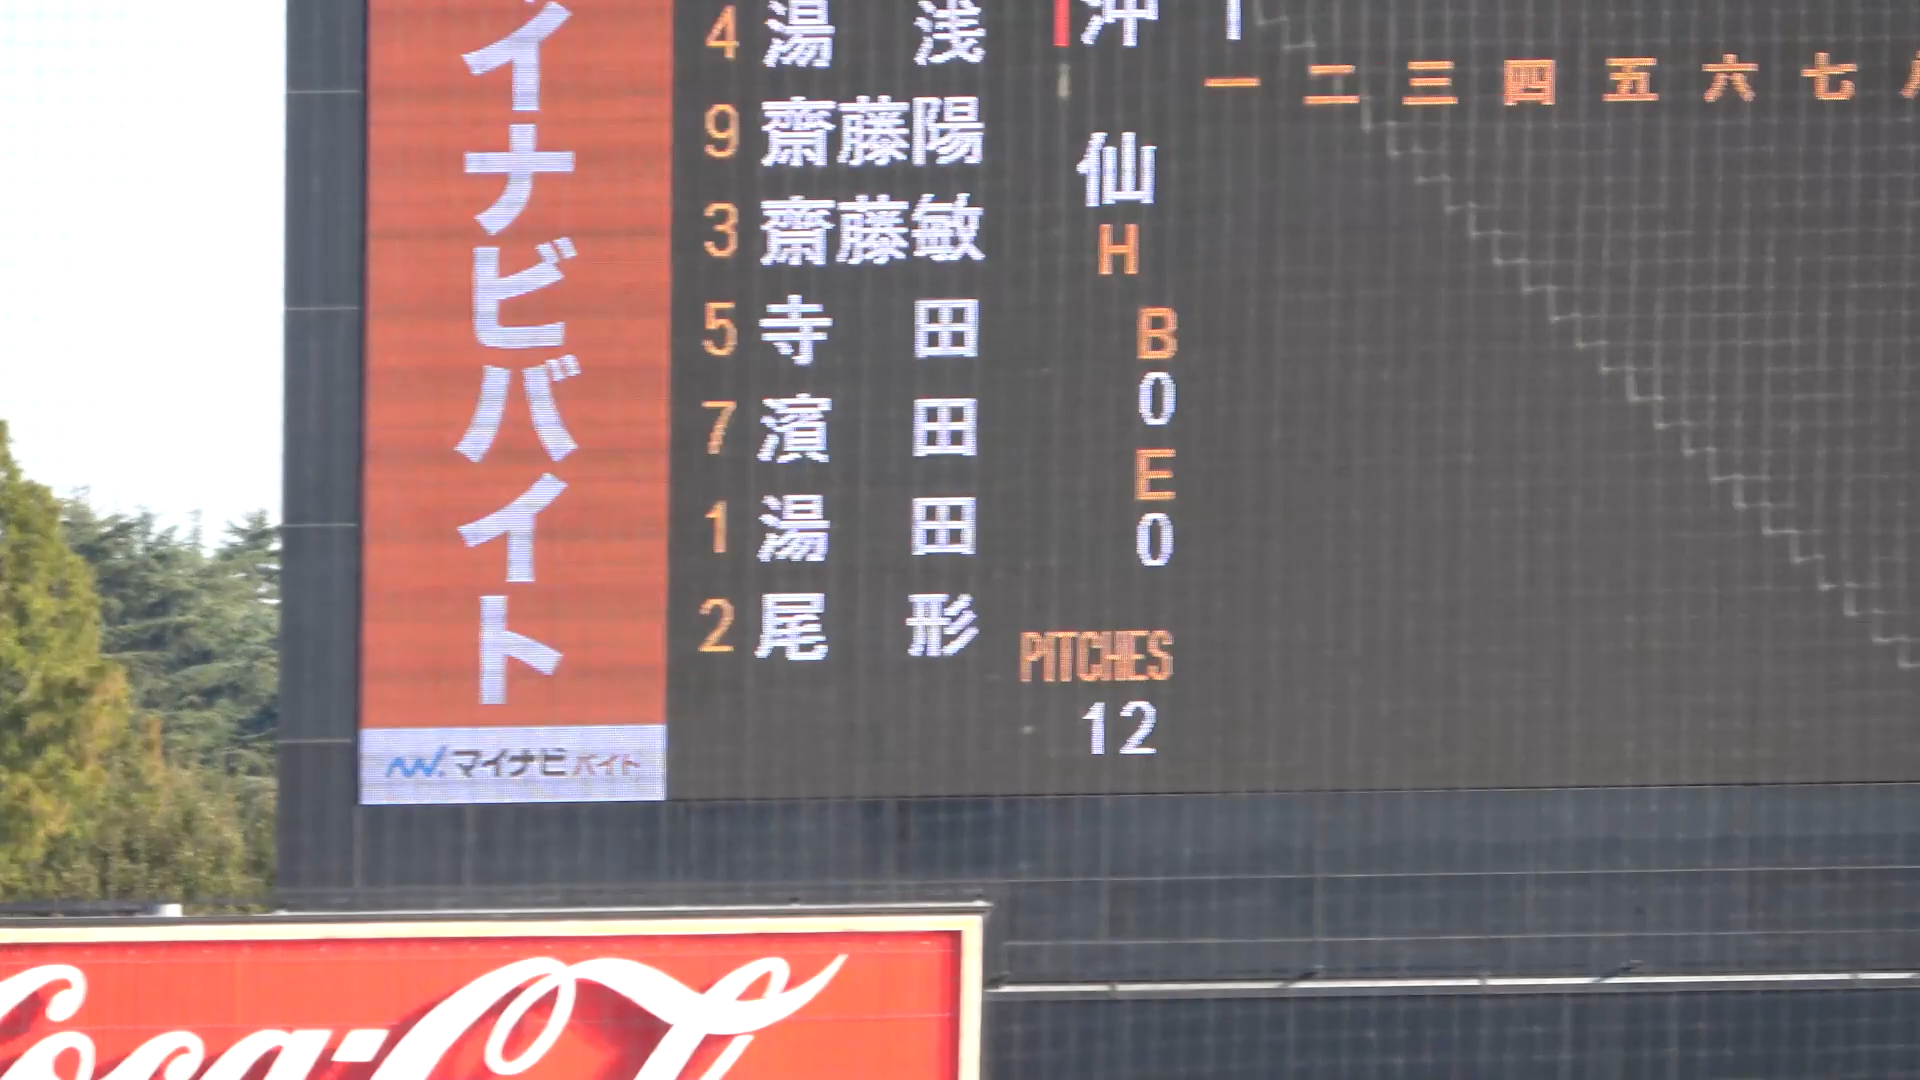 イナビバイト
マイナビバイト
4 湯 浅
9 齋藤陽
3 齋藤敏
5 寺 田
7 濱 田
1 湯 田
2 尾 形
沖 1
一 二 三 四 五 六 七
仙
H
B
0
E
0
PITCHES
12
Coca-C